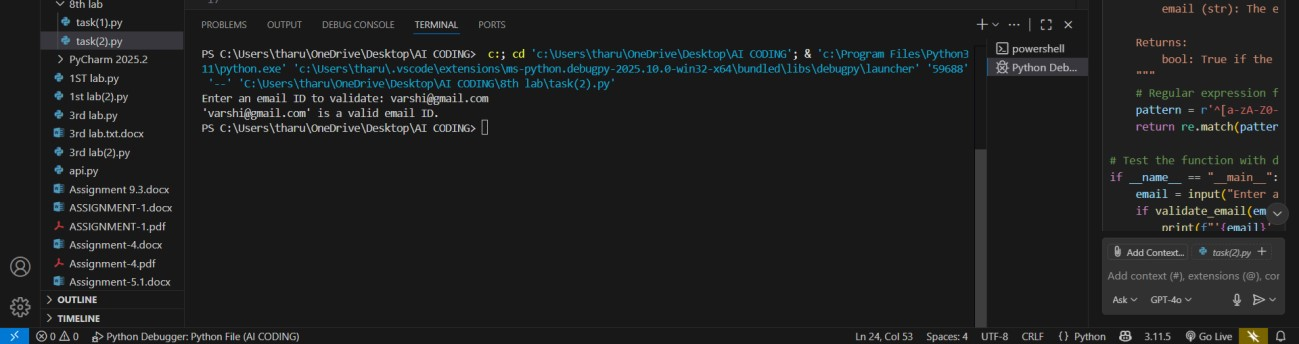 8th lab
task(1).py
task(2).py
PyCharm 2025.2
1ST lab.py
1st lab(2).py
3rd lab.py
3rd lab.txt.docx
3rd lab(2).py
api.py
Assignment 9.3.docx
ASSIGNMENT-1.docx
ASSIGNMENT-1.pdf
Assignment-4.docx
Assignment-4.pdf
Assignment-5.1.docx
OUTLINE
TIMELINE
PROBLEMS OUTPUT DEBUG CONSOLE TERMINAL PORTS
PS C:\Users\tharu\OneDrive\Desktop\AI CODING> c:; cd 'c:\Users\tharu\OneDrive\Desktop\AI CODING'; & 'c:\Program Files\Python3
11\python.exe' 'c:\Users\tharu\.vscode\extensions\ms-python.debugpy-2025.10.0-win32-x64\bundled\libs\debugpy\launcher' '59688'
'--' 'C:\Users\tharu\OneDrive\Desktop\AI CODING\8th lab\task(2).py'
Enter an email ID to validate: varshi@gmail.com
'varshi@gmail.com' is a valid email ID.
PS C:\Users\tharu\OneDrive\Desktop\AI CODING>
powershell
Python Deb...
email (str): The e
Returns:
bool: True if the
"""
# Regular expression f
pattern = r'^[a-zA-Z0-
return re.match(patter
# Test the function with d
if __name__ == "__main__":
email = input("Enter a
if validate_email(em
print(f"'{email}'
Add Context... task(2).py +
Add context (#), extensions (@), cor
Ask GPT-4o
0 0 Python Debugger: Python File (AI CODING) Ln 24, Col 53 Spaces: 4 UTF-8 CRLF {} Python 3.11.5 Go Live